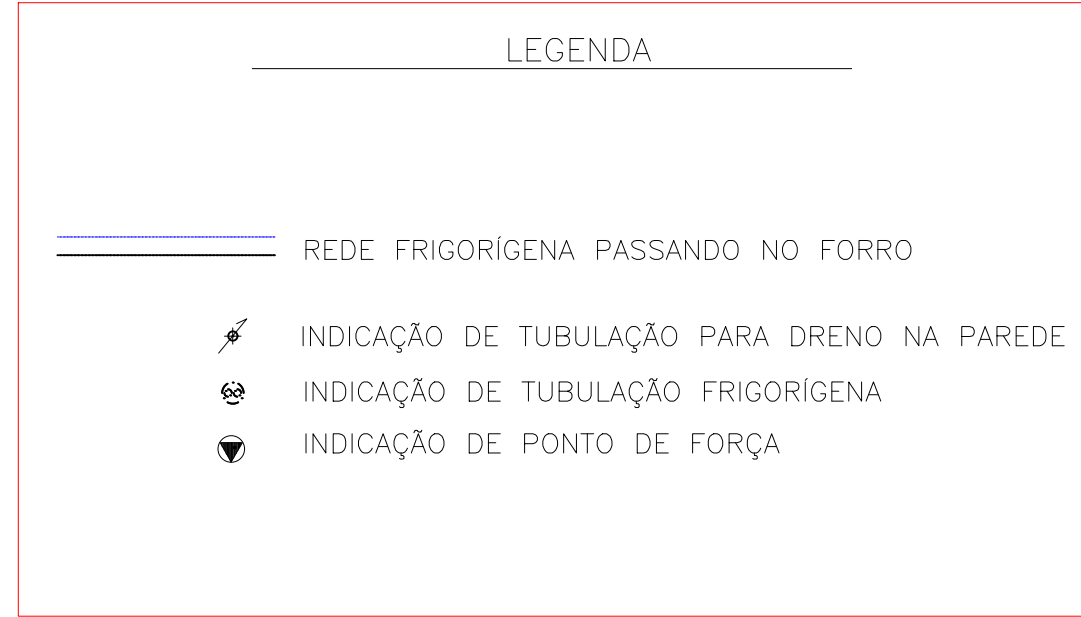 LEGENDA
REDE FRIGORÍGENA PASSANDO NO FORRO
INDICAÇÃO DE TUBULAÇÃO PARA DRENO NA PAREDE
INDICAÇÃO DE TUBULAÇÃO FRIGORÍGENA
INDICAÇÃO DE PONTO DE FORÇA